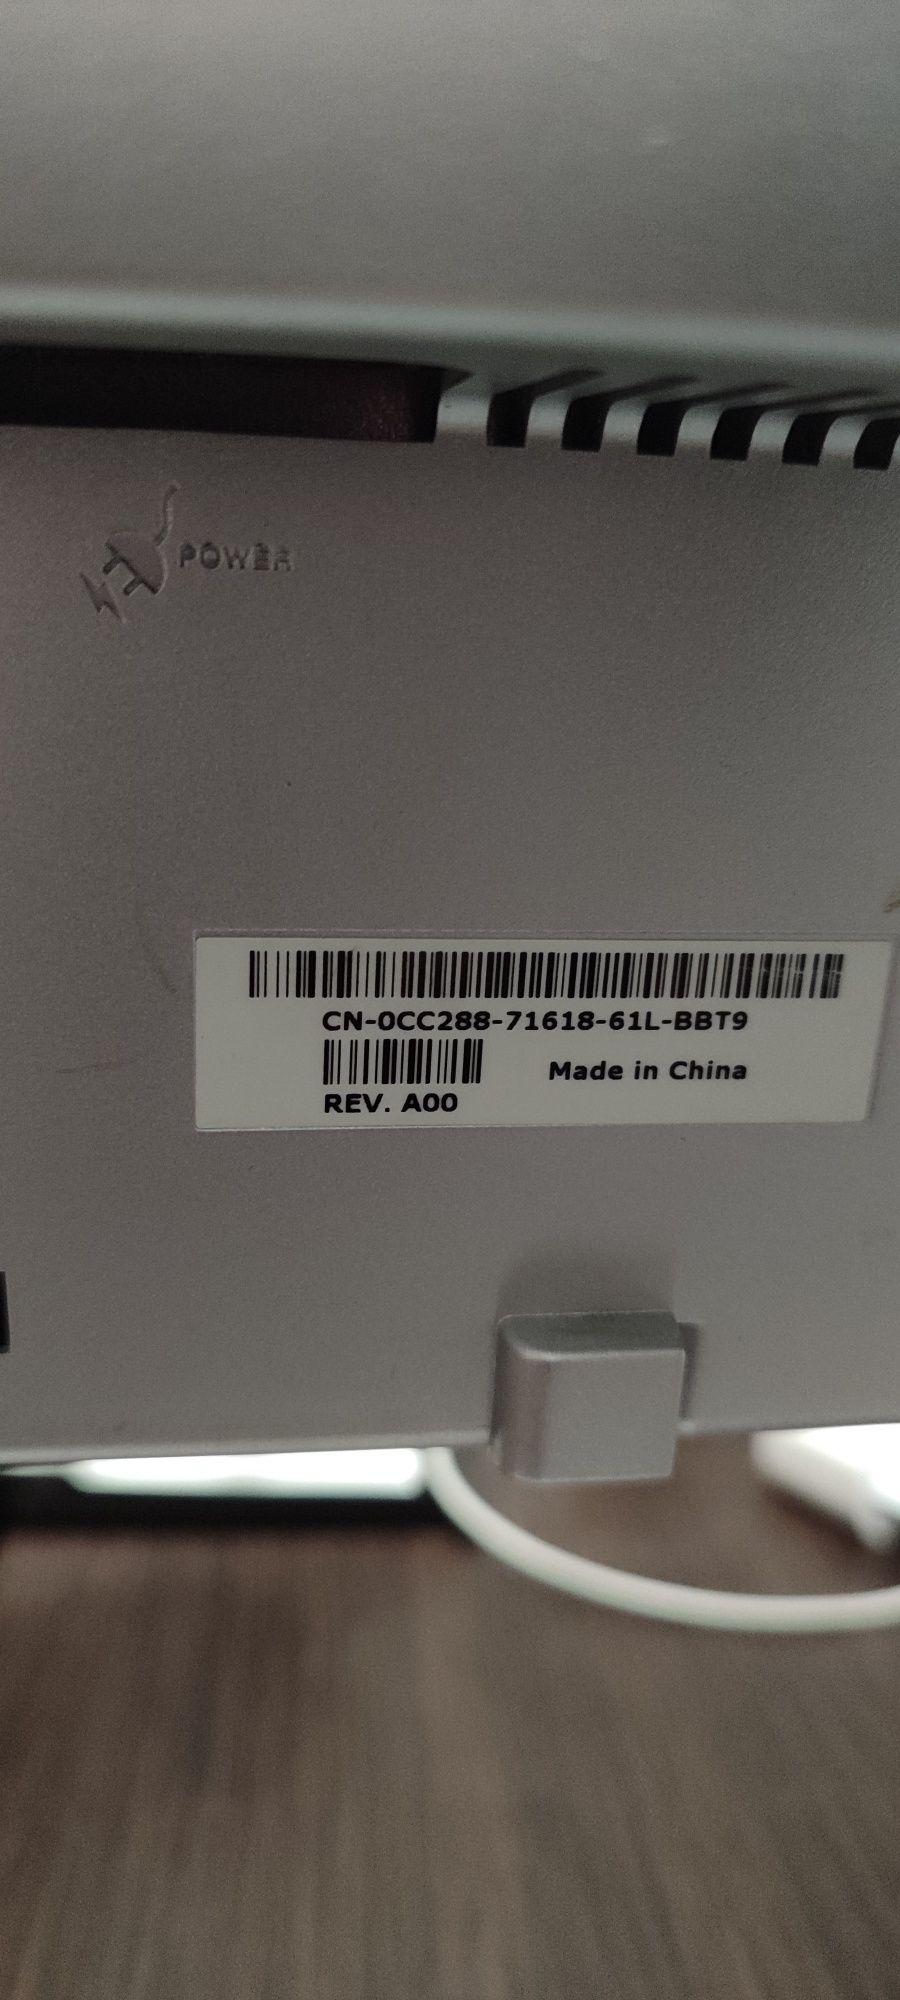 POWER
CN-0CC288-71618-61L-BBT9
Made in China
REV. A00